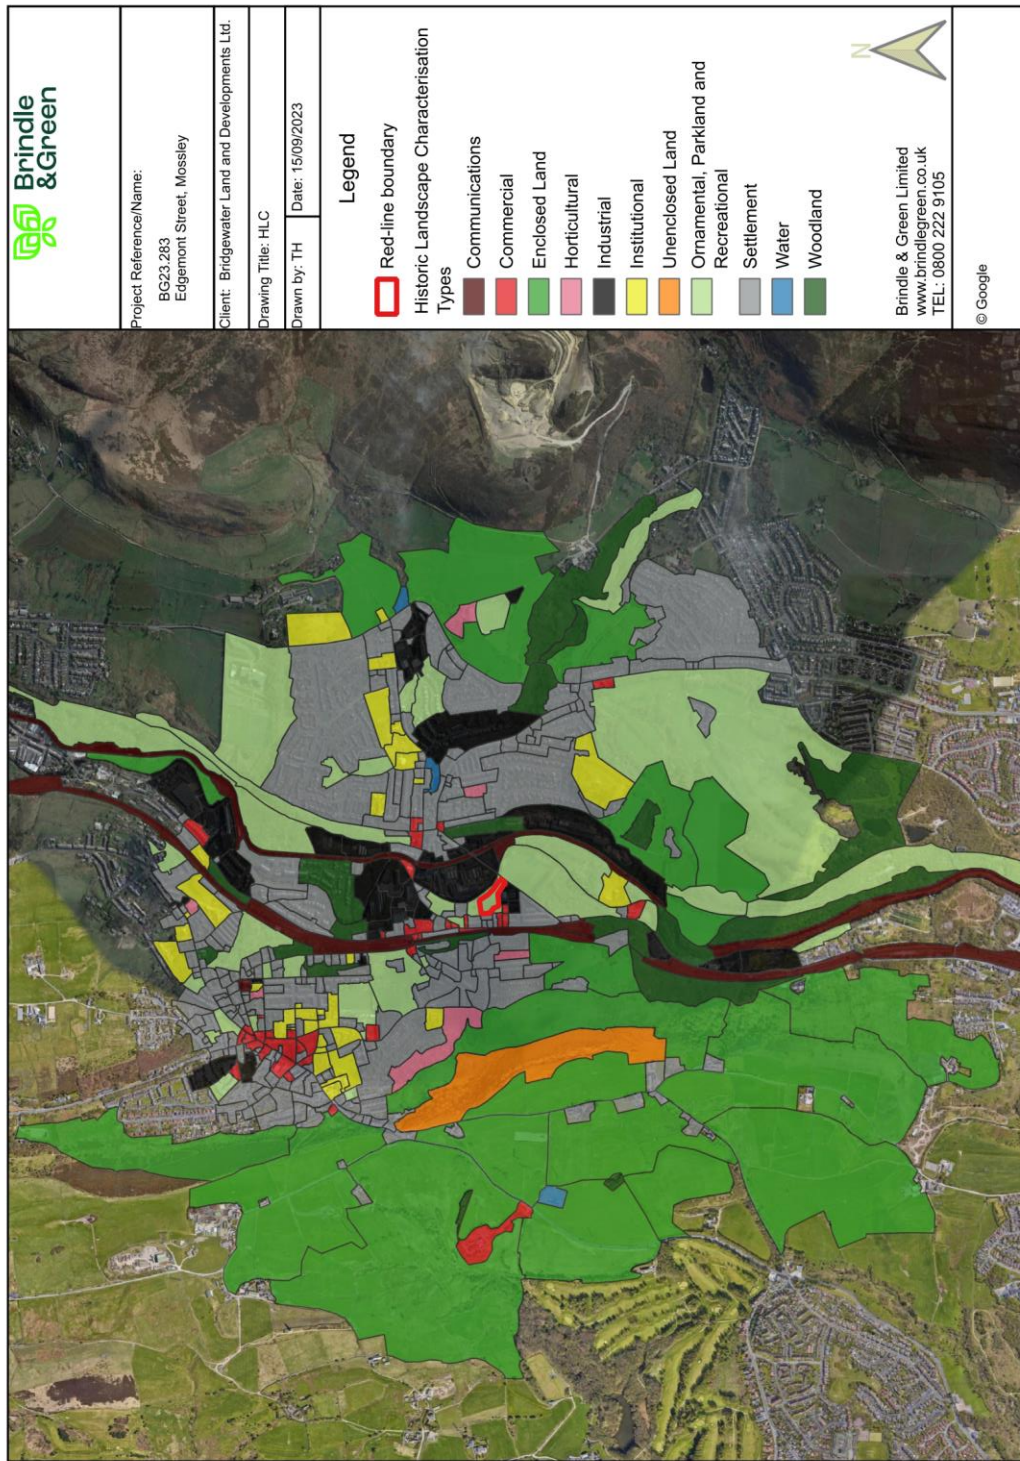 Brindle
&Green
Project Reference/Name:
BG23.283
Edgemont Street, Mossley
Client: Bridgewater Land and Developments Ltd.
Drawing Title: HLC
Drawn by: TH
Date: 15/09/2023
Legend
Red-line boundary
Historic Landscape Characterisation
Types
Communications
Commercial
Enclosed Land
Horticultural
Industrial
Institutional
Unenclosed Land
Ornamental, Parkland and
Recreational
Settlement
Water
Woodland
N
Brindle & Green Limited
www.brindlegreen.co.uk
TEL: 0800 222 9105
© Google